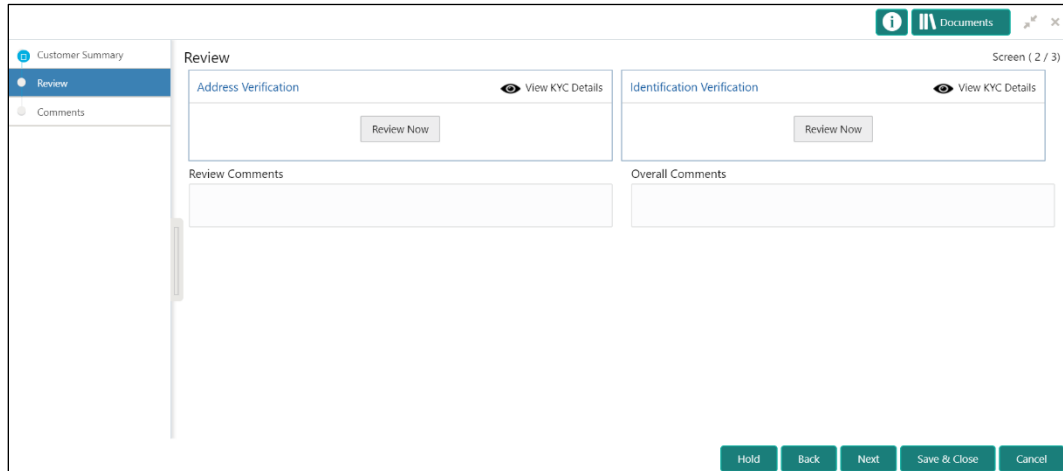 Documents
Customer Summary
Review
Comments
Review
Screen ( 2 / 3)
Address Verification
View KYC Details
Review Now
Identification Verification
View KYC Details
Review Now
Review Comments
Overall Comments
Hold
Back
Next
Save & Close
Cancel